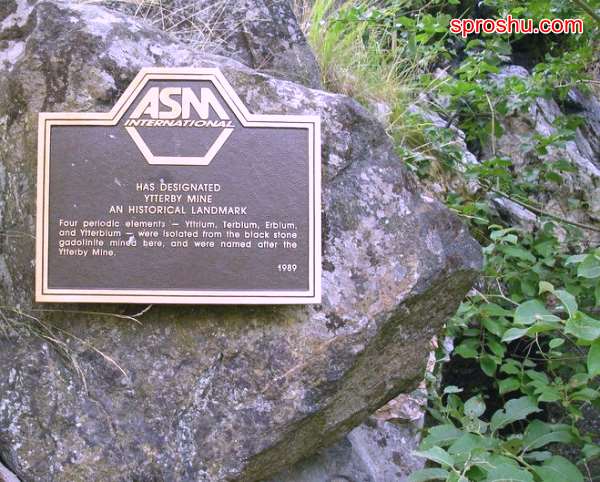 sproshu.com
ASM
INTERNATIONAL
HAS DESIGNATED
YTTERBY MINE
AN HISTORICAL LANDMARK
Four periodic elements — Yttrium, Terbium, Erbium,
and Ytterbium — were isolated from the black stone
gadolinite mined here, and were named after the
Ytterby Mine.
1989